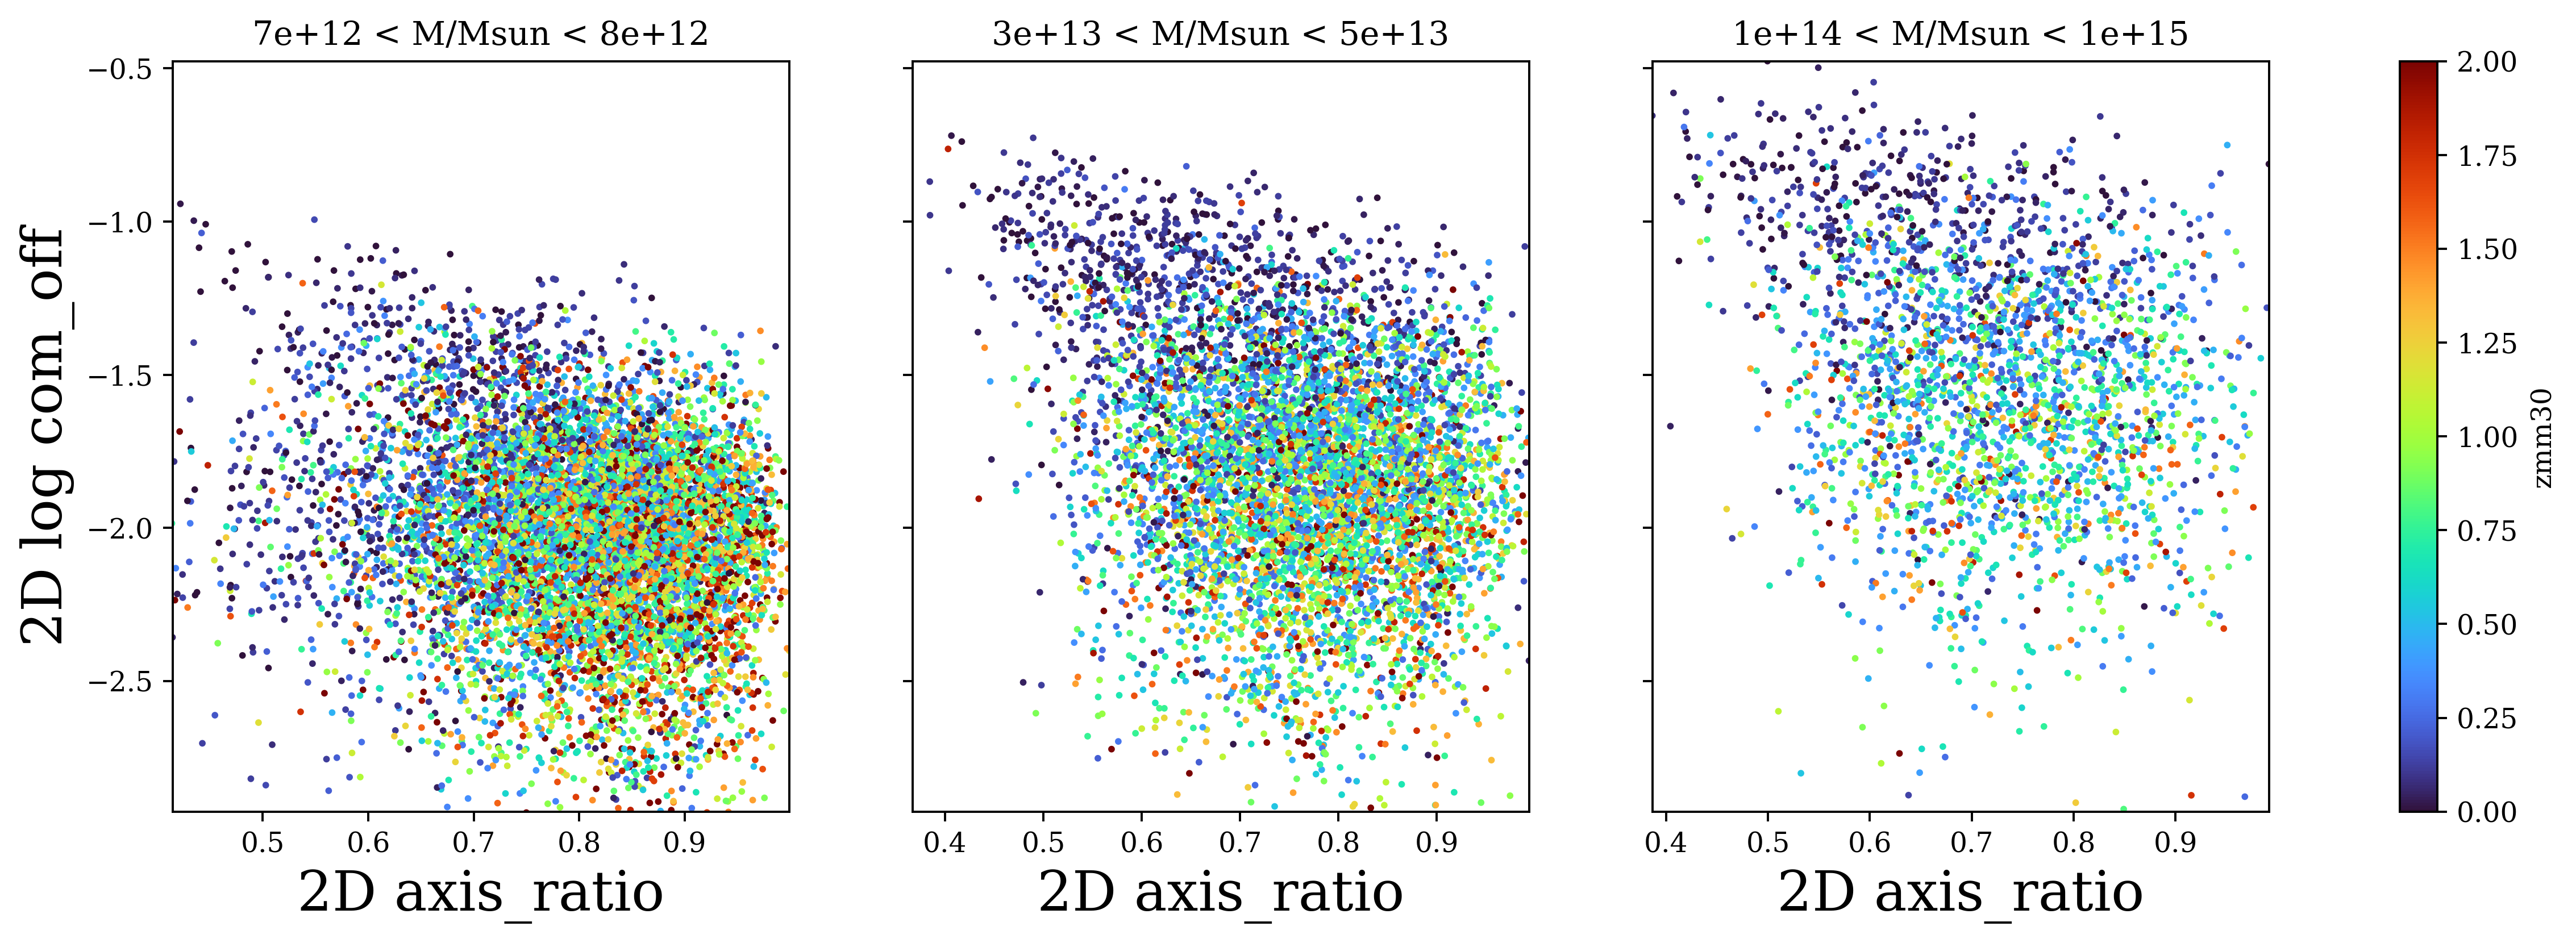 7e+12 < M/Msun < 8e+12
3e+13 < M/Msun < 5e+13
1e+14 < M/Msun < 1e+15
2D log com_off
−0.5
−1.0
−1.5
−2.0
−2.5
0.5 0.6 0.7 0.8 0.9
0.4 0.5 0.6 0.7 0.8 0.9
0.4 0.5 0.6 0.7 0.8 0.9
2D axis_ratio
2D axis_ratio
2D axis_ratio
2.00
1.75
1.50
1.25
1.00
0.75
0.50
0.25
0.00
zmm30